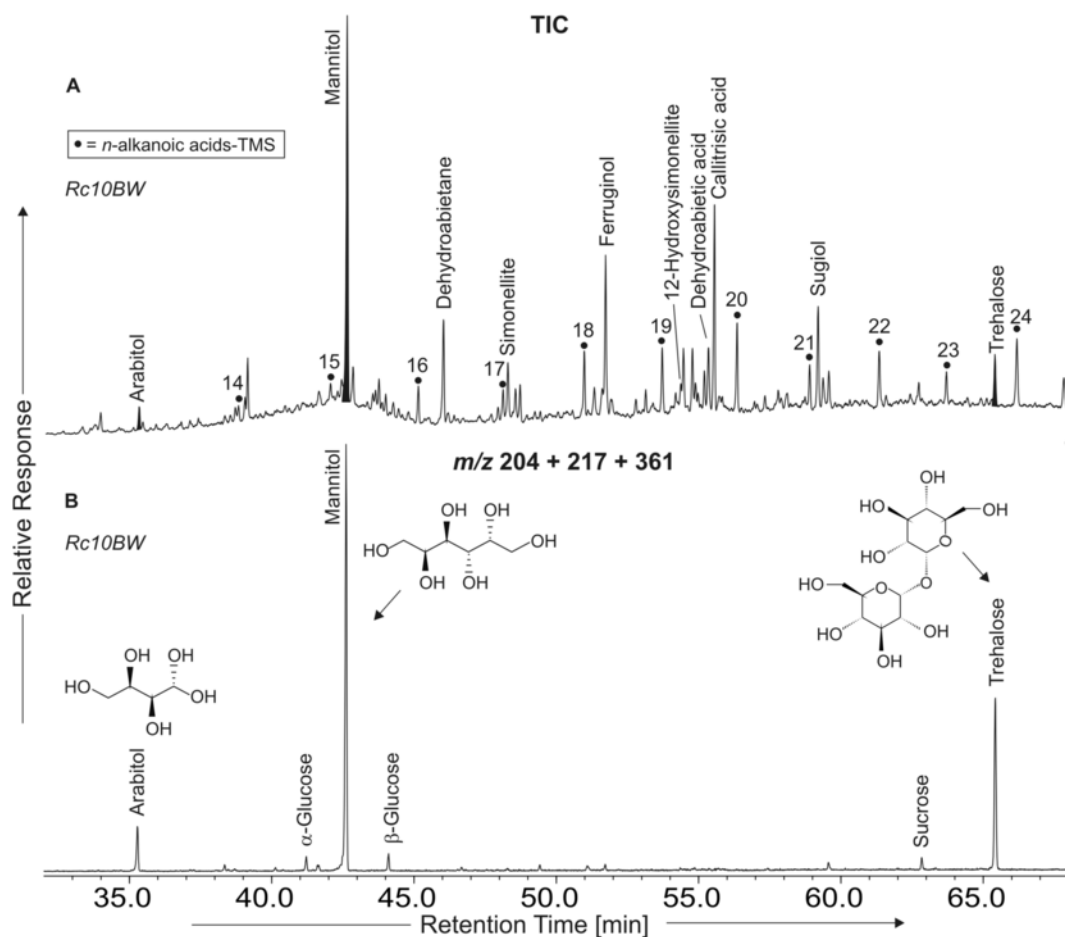 TIC
A
● = n-alkanoic acids-TMS
Rc10BW
Arabitol
14
15
Mannitol
16
Dehydroabietane
17
Simonellite
18
Ferruginol
19
12-Hydroxysimonellite
Dehydroabietic acid
Callitrisic acid
20
21
Sugiol
22
23
Trehalose
24
Relative Response
m/z 204 + 217 + 361
B
Rc10BW
Arabitol
HO
OH
OH
OH
OH
α-Glucose
Mannitol
HO
OH
OH
OH
OH
OH
β-Glucose
Sucrose
Trehalose
OH
HO
HO
OH
O
HO
O
HO
O
HO
OH
OH
35.0
40.0
45.0
50.0
55.0
60.0
65.0
Retention Time [min]